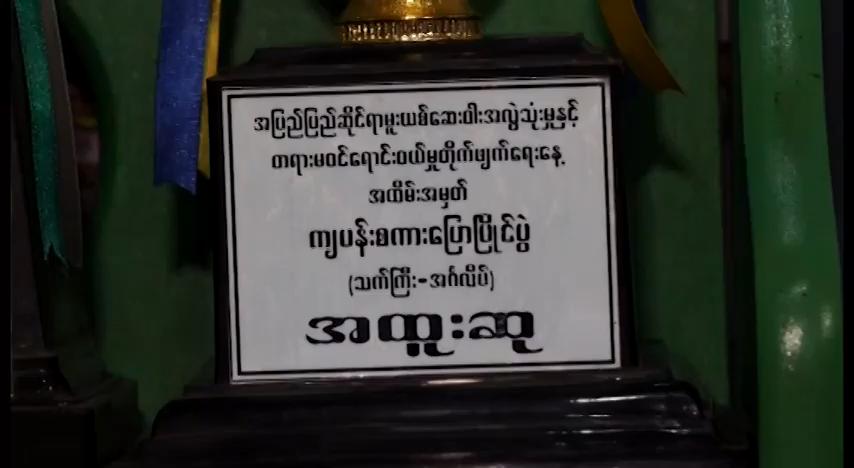 အပြည်ပြည်ဆိုင်ရာမူးယစ်ဆေးဝါးအလွဲသုံးမှုနှင့်
တရားမဝင်ရောင်းဝယ်မှုတိုက်ဖျက်ရေးနေ့
အထိမ်းအမှတ်
ကျပန်းစကားပြောပြိုင်ပွဲ
(သက်ကြီး-အင်္ဂလိပ်)
အထူးဆု